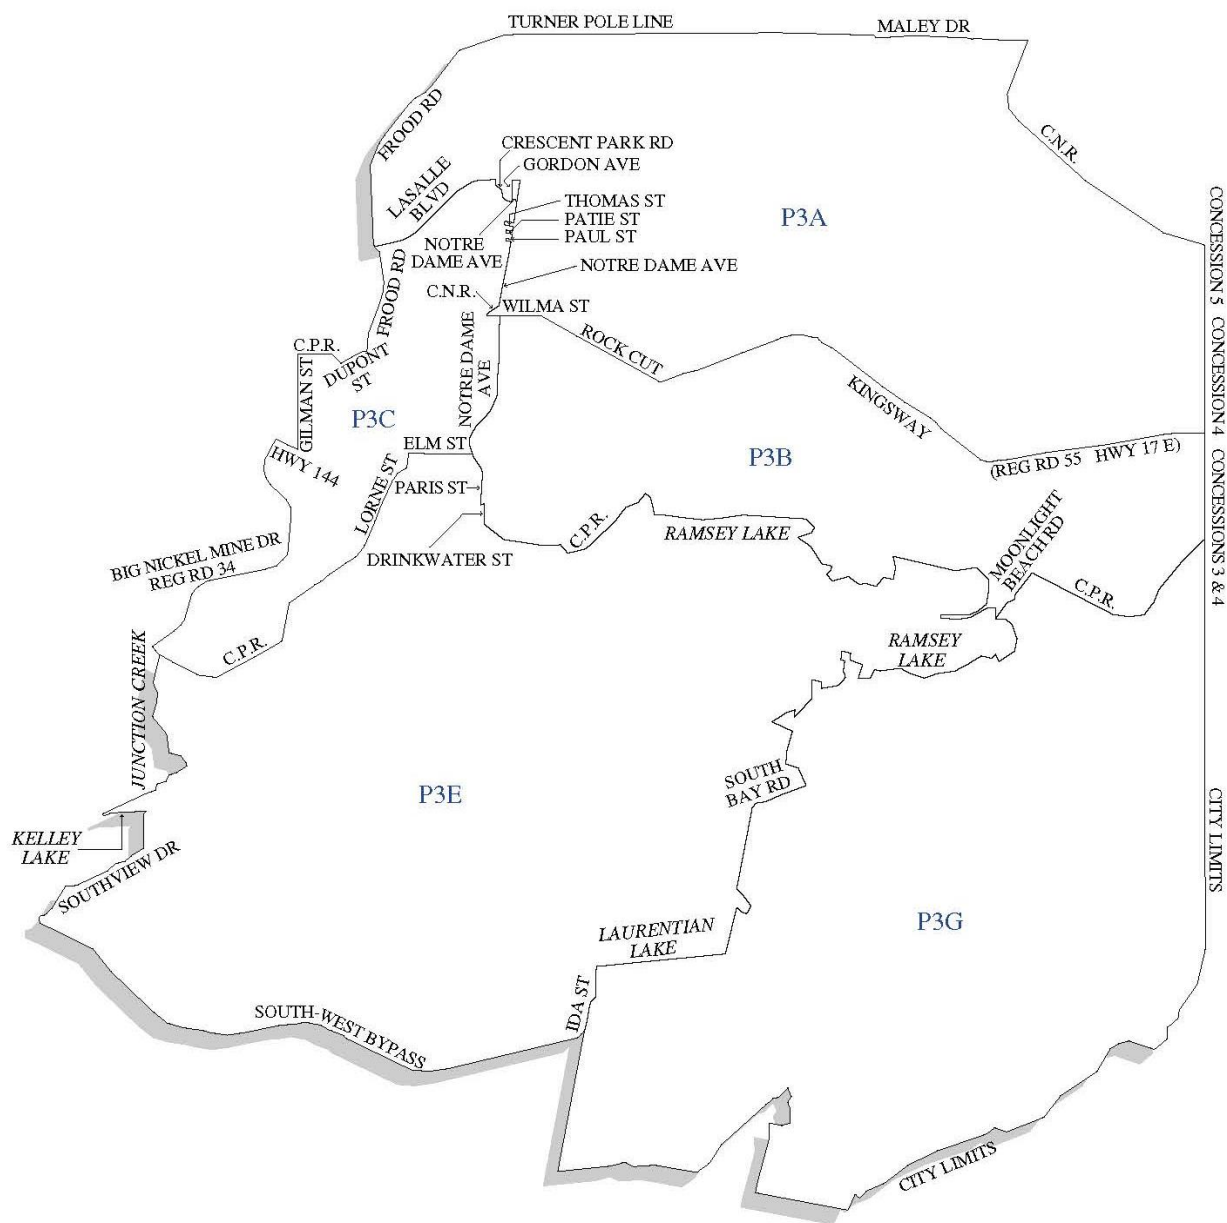 TURNER POLE LINE
MALEY DR
FROOD RD
C.N.R.
CRESCENT PARK RD
GORDON AVE
LASALLE
BLVD
THOMAS ST
PATIE ST
PAUL ST
P3A
NOTRE
DAME AVE
NOTRE DAME AVE
FROOD RD
C.N.R.
WILMA ST
CONCESSION 5 CONCESSION 4 CONCESSIONS 3 & 4
C.P.R.
DUPONT
ST
GILMAN ST
NOTRE DAME
AVE
ROCK CUT
KINGSWAY
P3C
ELM ST
P3B
(REG RD 55 HWY 17 E)
HWY 144
LORNE ST
PARIS ST
C.P.R.
RAMSEY LAKE
MOONLIGHT
BEACH RD
DRINKWATER ST
BIG NICKEL MINE DR
REG RD 34
C.P.R.
C.P.R.
RAMSEY
LAKE
JUNCTION CREEK
SOUTH
BAY RD
P3E
CITY LIMITS
KELLEY
LAKE
SOUTHVIEW DR
P3G
LAURENTIAN
LAKE
IDA ST
SOUTH-WEST BYPASS
CITY LIMITS